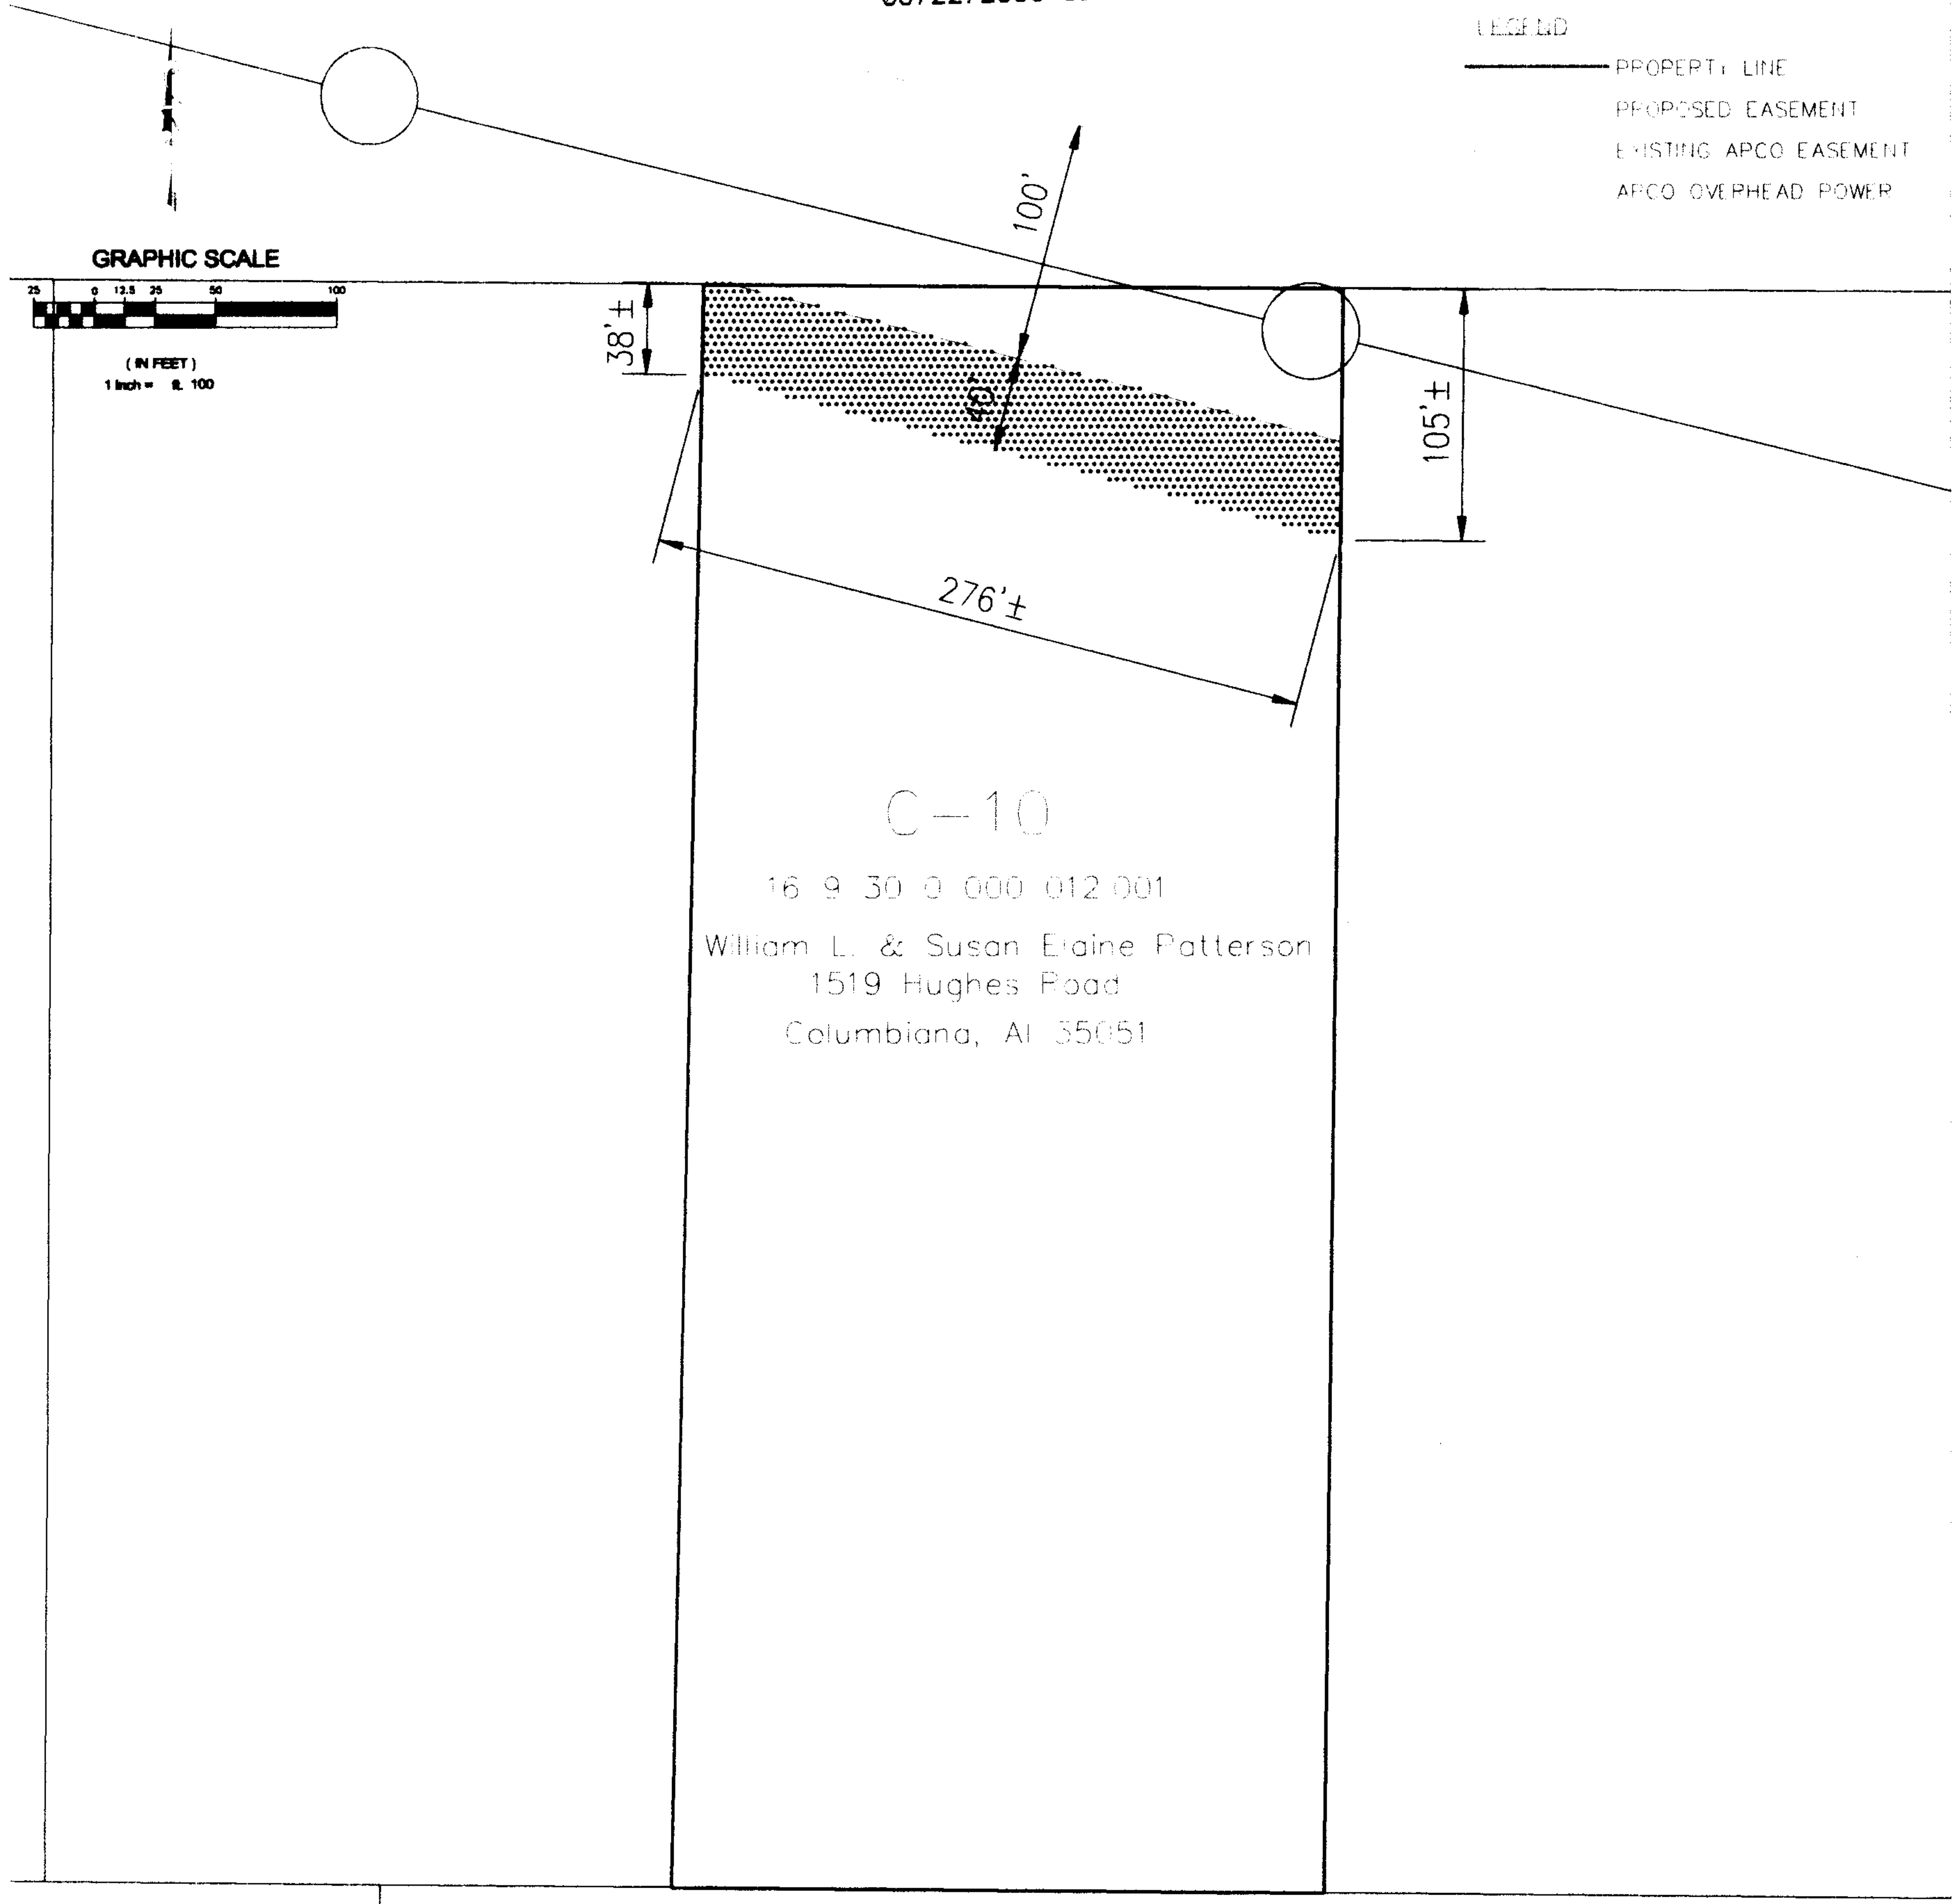 LEGEND
PROPERTY LINE
PROPOSED EASEMENT
EXISTING APCO EASEMENT
APCO OVERHEAD POWER
100'
GRAPHIC SCALE
25 0 12.5 25 50 100
( IN FEET )
1 inch = ft. 100
38'±
40'
105'±
276'±
C-10
16 9 30 0 000 012.001
William L. & Susan Elaine Patterson
1519 Hughes Road
Columbiana, Al 35051